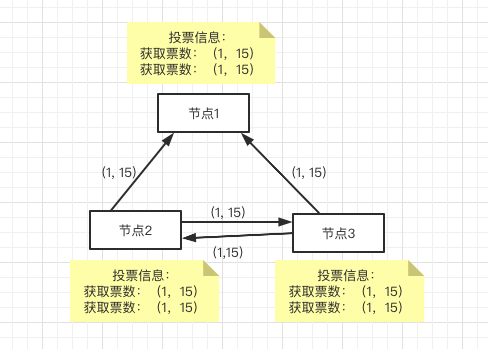 投票信息：
获取票数：（1，15）
获取票数：（1，15）
节点1
(1, 15)
(1, 15)
节点2
(1, 15)
节点3
(1,15)
投票信息：
获取票数：（1，15）
获取票数：（1，15）
投票信息：
获取票数：（1，15）
获取票数：（1，15）